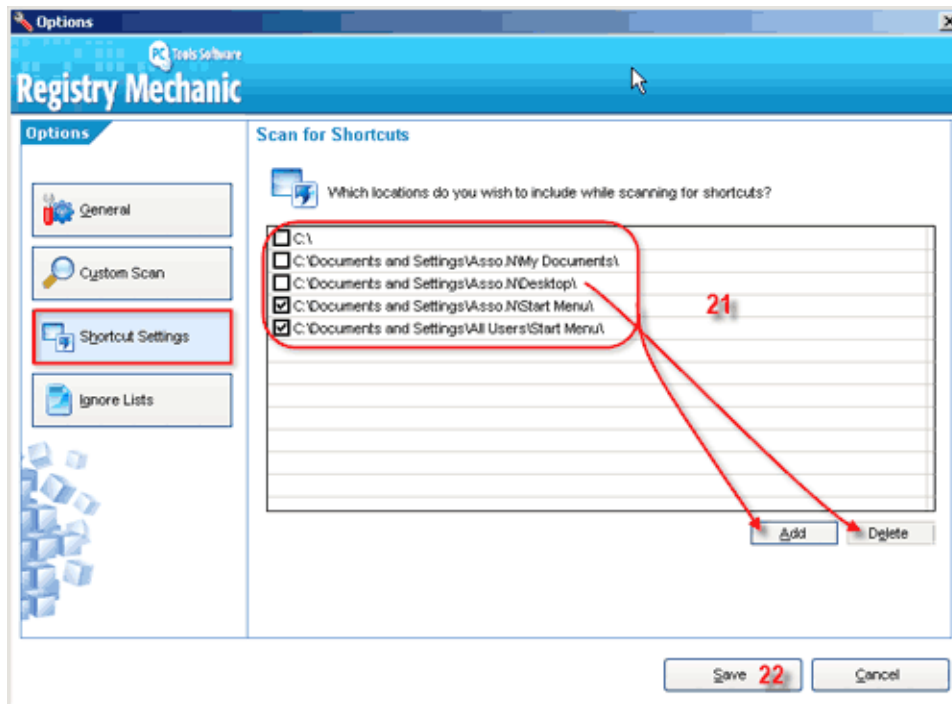 Options
PC Tools Software
Registry Mechanic
Options
General
Custom Scan
Shortcut Settings
Ignore Lists
Scan for Shortcuts
Which locations do you wish to include while scanning for shortcuts?
C:\
C:\Documents and Settings\Asso.N\My Documents\
C:\Documents and Settings\Asso.N\Desktop\
C:\Documents and Settings\Asso.N\Start Menu\
C:\Documents and Settings\All Users\Start Menu\
21
Add
Delete
Save 22
Cancel